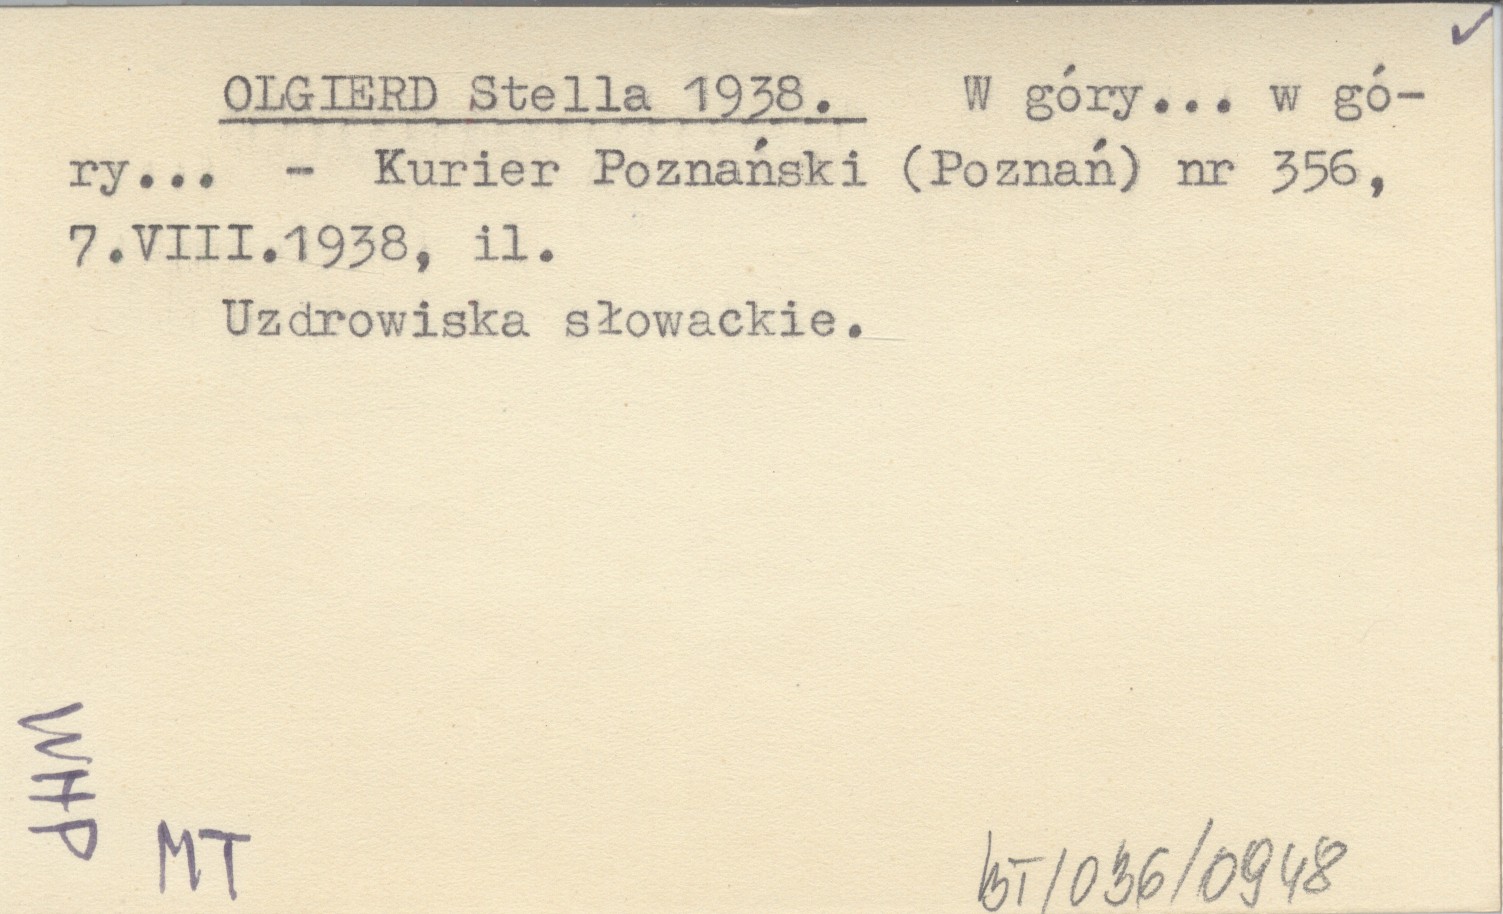 OLGIERD Stella 1938. W góry... w gó-
ry... - Kurier Poznański (Poznań) nr 356,
7.VIII.1938, il.
Uzdrowiska słowackie.
WHP
MT
BT/036/0948